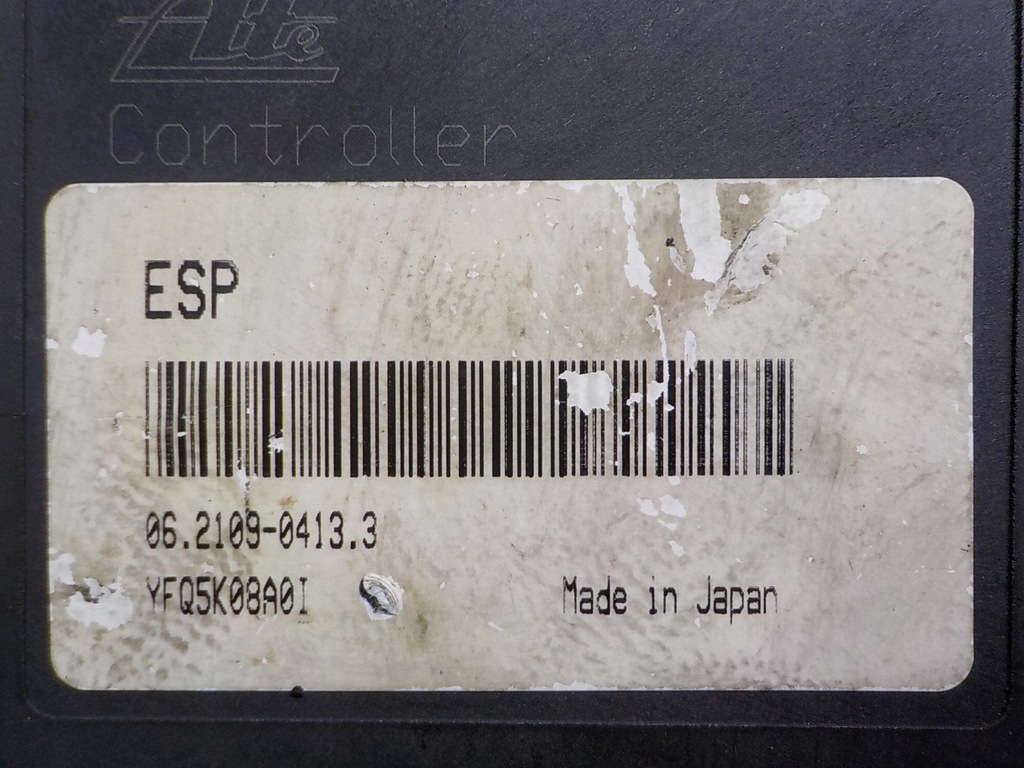 Ate
Controller
ESP
06.2109-0413.3
YFQ5K08A0I
Made in Japan